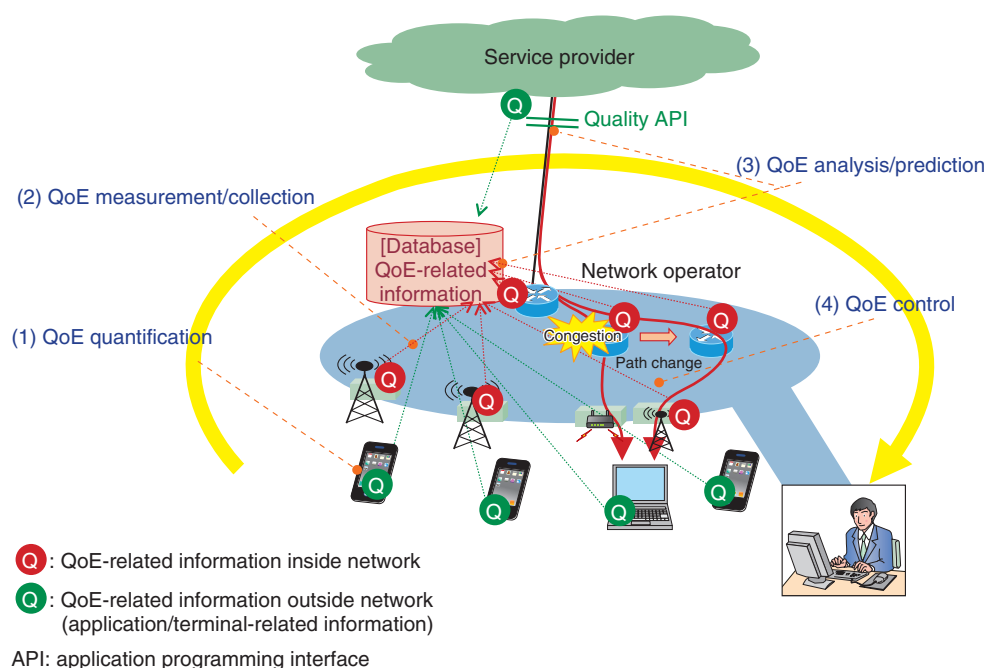 Service provider
Q
Quality API
(3) QoE analysis/prediction
(2) QoE measurement/collection
[Database]
QoE-related
information
Network operator
Q
Q
Q
(4) QoE control
(1) QoE quantification
Congestion
Path change
Q
Q
Q
Q
Q
Q
Q
Q : QoE-related information inside network
Q : QoE-related information outside network
(application/terminal-related information)
API: application programming interface